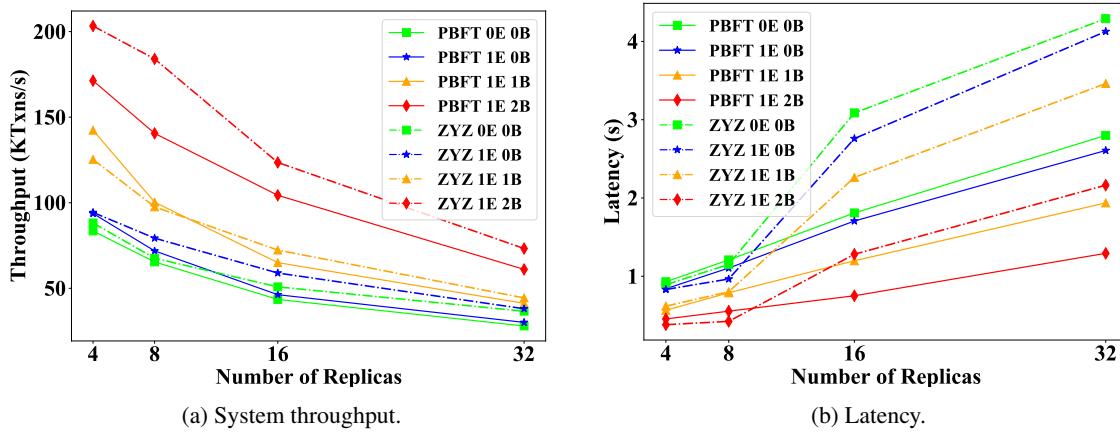 200
150
100
50
4
8
16
32
Throughput (KTxns/s)
Number of Replicas
PBFT 0E 0B
PBFT 1E 0B
PBFT 1E 1B
PBFT 1E 2B
ZYZ 0E 0B
ZYZ 1E 0B
ZYZ 1E 1B
ZYZ 1E 2B
(a) System throughput.
4
3
2
1
4
8
16
32
Latency (s)
Number of Replicas
PBFT 0E 0B
PBFT 1E 0B
PBFT 1E 1B
PBFT 1E 2B
ZYZ 0E 0B
ZYZ 1E 0B
ZYZ 1E 1B
ZYZ 1E 2B
(b) Latency.